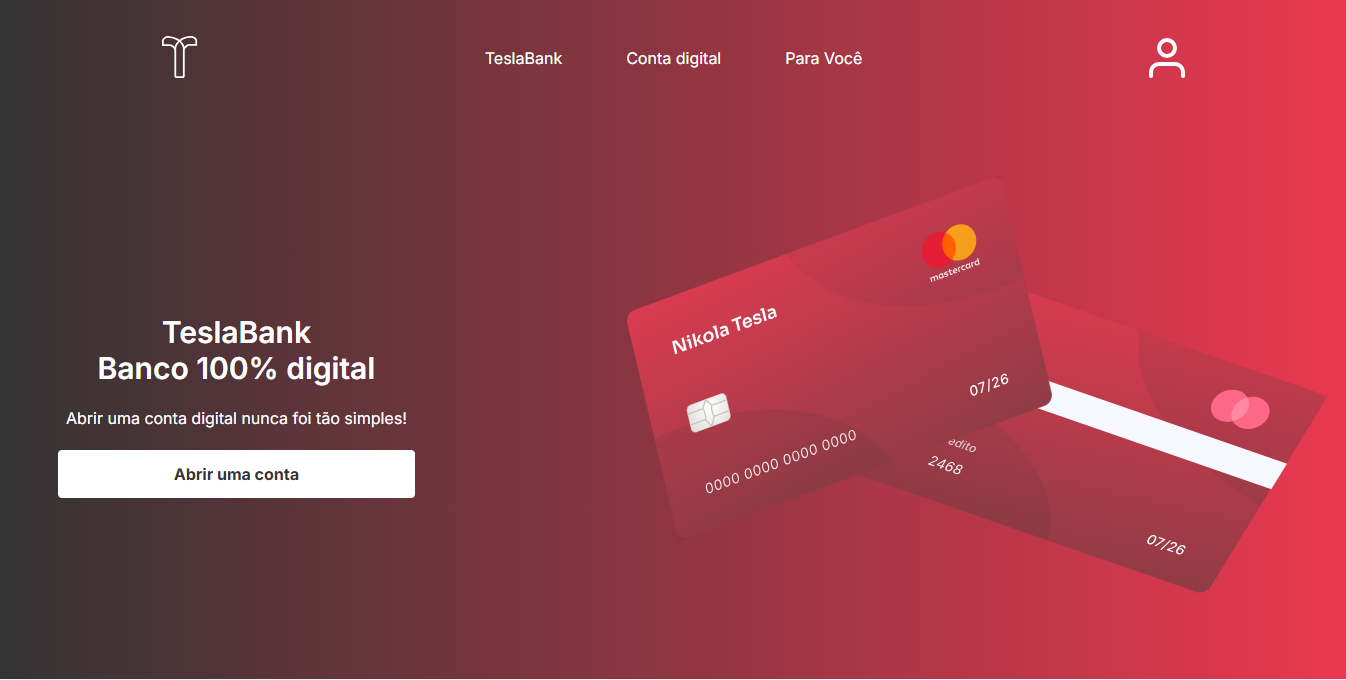 TeslaBank
Conta digital
Para Você
TeslaBank
Banco 100% digital
Abrir uma conta digital nunca foi tão simples!
Abrir uma conta
mastercard
Nikola Tesla
07/26
0000 0000 0000 0000
2468
07/26